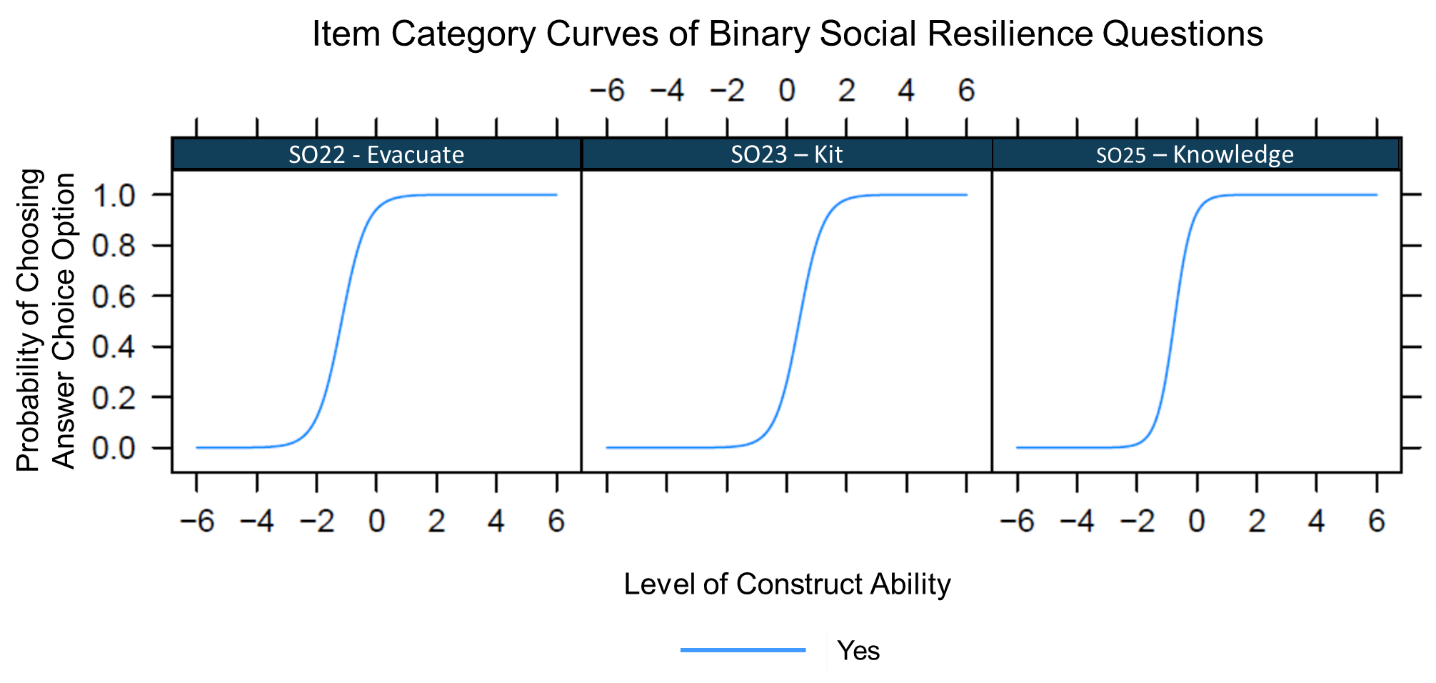 Item Category Curves of Binary Social Resilience Questions
−6 −4 −2 0 2 4 6
SO22 - Evacuate
SO23 – Kit
SO25 – Knowledge
Probability of Choosing
Answer Choice Option
1.0
0.8
0.6
0.4
0.2
0.0
−6 −4 −2 0 2 4 6
−6 −4 −2 0 2 4 6
Level of Construct Ability
Yes